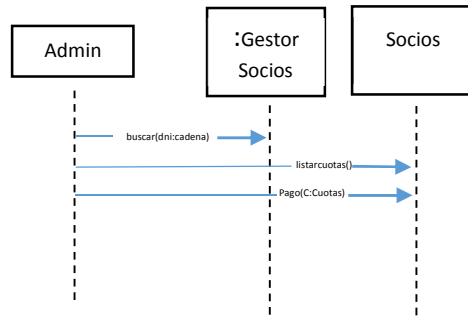 Admin
:Gestor
Socios
Socios
buscar(dni:cadena)
listarcuotas()
Pago(C:Cuotas)